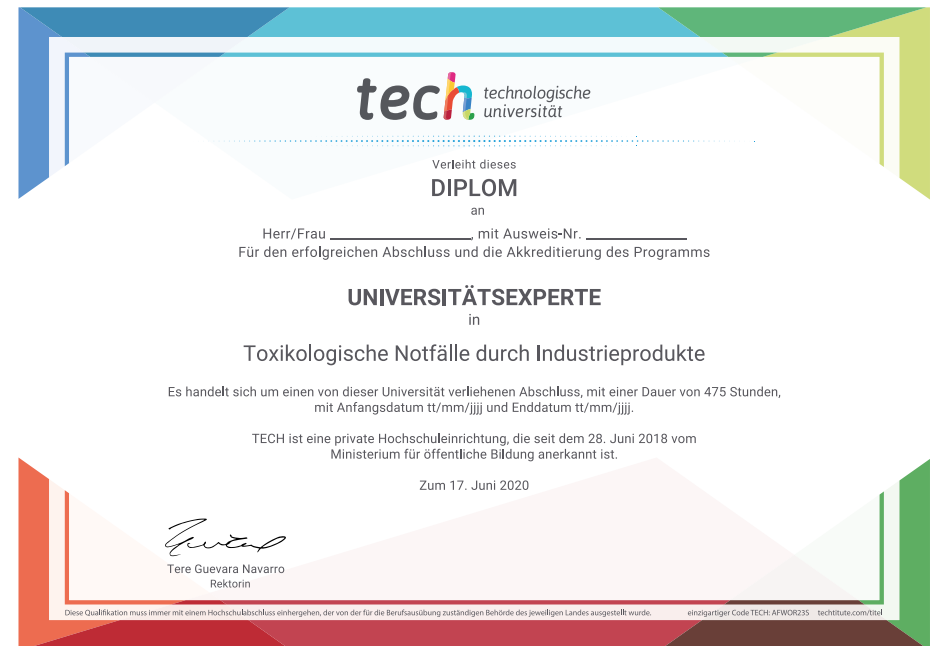 tech technologische
universität
Verleiht dieses
DIPLOM
an
Herr/Frau ____________________, mit Ausweis-Nr. ______________
Für den erfolgreichen Abschluss und die Akkreditierung des Programms
UNIVERSITÄTSEXPERTE
in
Toxikologische Notfälle durch Industrieprodukte
Es handelt sich um einen von dieser Universität verliehenen Abschluss, mit einer Dauer von 475 Stunden,
mit Anfangsdatum tt/mm/jjjj und Enddatum tt/mm/jjjj.
TECH ist eine private Hochschuleinrichtung, die seit dem 28. Juni 2018 vom
Ministerium für öffentliche Bildung anerkannt ist.
Zum 17. Juni 2020
Tere Guevara Navarro
Rektorin
Diese Qualifikation muss immer mit einem Hochschulabschluss einhergehen, der von der für die Berufsausübung zuständigen Behörde des jeweiligen Landes ausgestellt wurde. einzigartiger Code TECH: AFWOR23S techtitute.com/titel